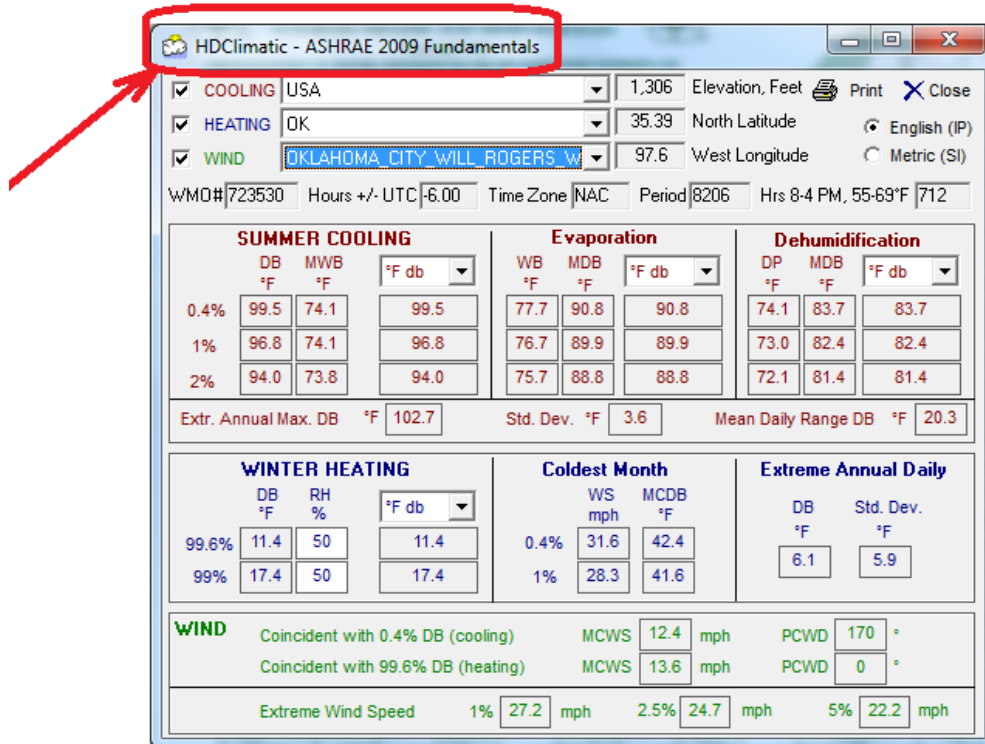 HDClimatic - ASHRAE 2009 Fundamentals
COOLING USA 1,306 Elevation, Feet Print Close
HEATING OK 35.39 North Latitude English (IP)
WIND OKLAHOMA_CITY_WILL_ROGERS_W 97.6 West Longitude Metric (SI)
WMO# 723530 Hours +/- UTC -6.00 Time Zone NAC Period 8206 Hrs 8-4 PM, 55-69°F 712
SUMMER COOLING Evaporation Dehumidification
DB MWB °F db WB MDB °F db DP MDB °F db
°F °F °F °F °F °F
0.4% 99.5 74.1 99.5 77.7 90.8 90.8 74.1 83.7 83.7
1% 96.8 74.1 96.8 76.7 89.9 89.9 73.0 82.4 82.4
2% 94.0 73.8 94.0 75.7 88.8 88.8 72.1 81.4 81.4
Extr. Annual Max. DB °F 102.7 Std. Dev. °F 3.6 Mean Daily Range DB °F 20.3
WINTER HEATING Coldest Month Extreme Annual Daily
DB RH °F db WS MCDB DB Std. Dev.
°F % mph °F °F °F
99.6% 11.4 50 11.4 0.4% 31.6 42.4 6.1 5.9
99% 17.4 50 17.4 1% 28.3 41.6
WIND Coincident with 0.4% DB (cooling) MCWS 12.4 mph PCWD 170 °
Coincident with 99.6% DB (heating) MCWS 13.6 mph PCWD 0 °
Extreme Wind Speed 1% 27.2 mph 2.5% 24.7 mph 5% 22.2 mph